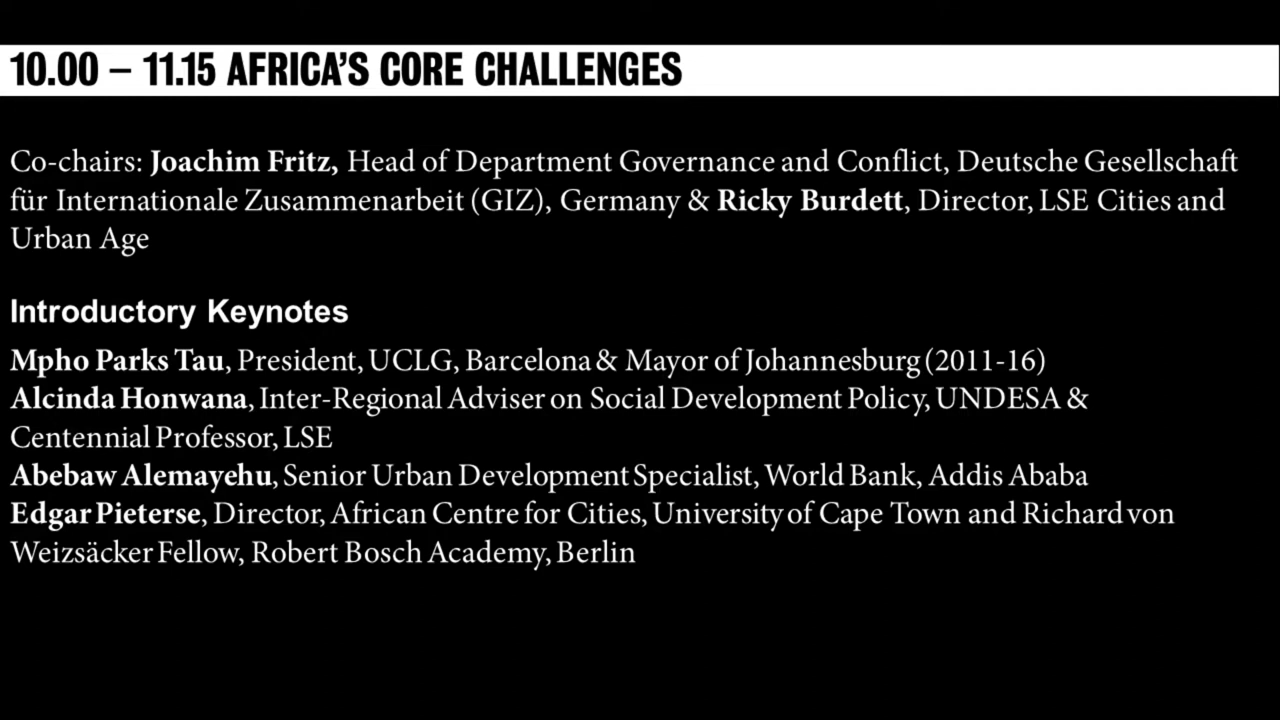 10.00 – 11.15 AFRICA’S CORE CHALLENGES
Co-chairs: Joachim Fritz, Head of Department Governance and Conflict, Deutsche Gesellschaft
für Internationale Zusammenarbeit (GIZ), Germany & Ricky Burdett, Director, LSE Cities and
Urban Age
Introductory Keynotes
Mpho Parks Tau, President, UCLG, Barcelona & Mayor of Johannesburg (2011-16)
Alcinda Honwana, Inter-Regional Adviser on Social Development Policy, UNDESA &
Centennial Professor, LSE
Abebaw Alemayehu, Senior Urban Development Specialist, World Bank, Addis Ababa
Edgar Pieterse, Director, African Centre for Cities, University of Cape Town and Richard von
Weizsäcker Fellow, Robert Bosch Academy, Berlin